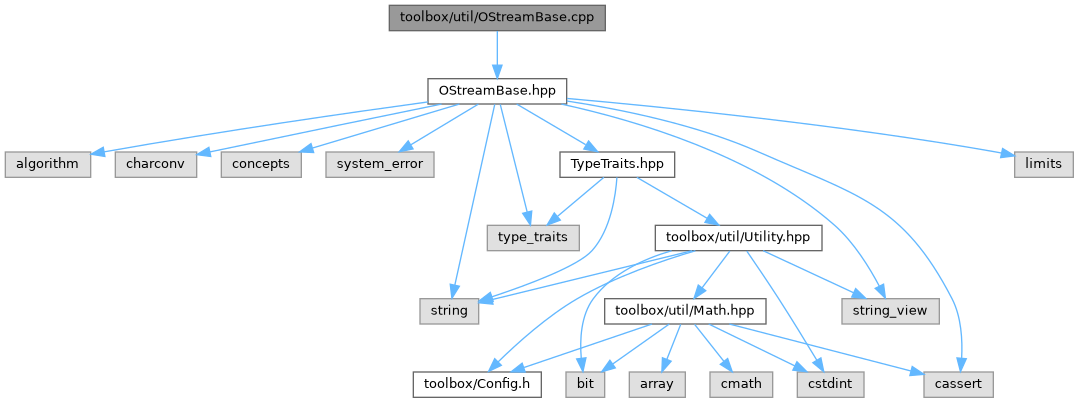 toolbox/util/OStreamBase.cpp
OStreamBase.hpp
algorithm
charconv
concepts
system_error
TypeTraits.hpp
limits
type_traits
toolbox/util/Utility.hpp
string
toolbox/util/Math.hpp
string_view
toolbox/Config.h
bit
array
cmath
cstdint
cassert